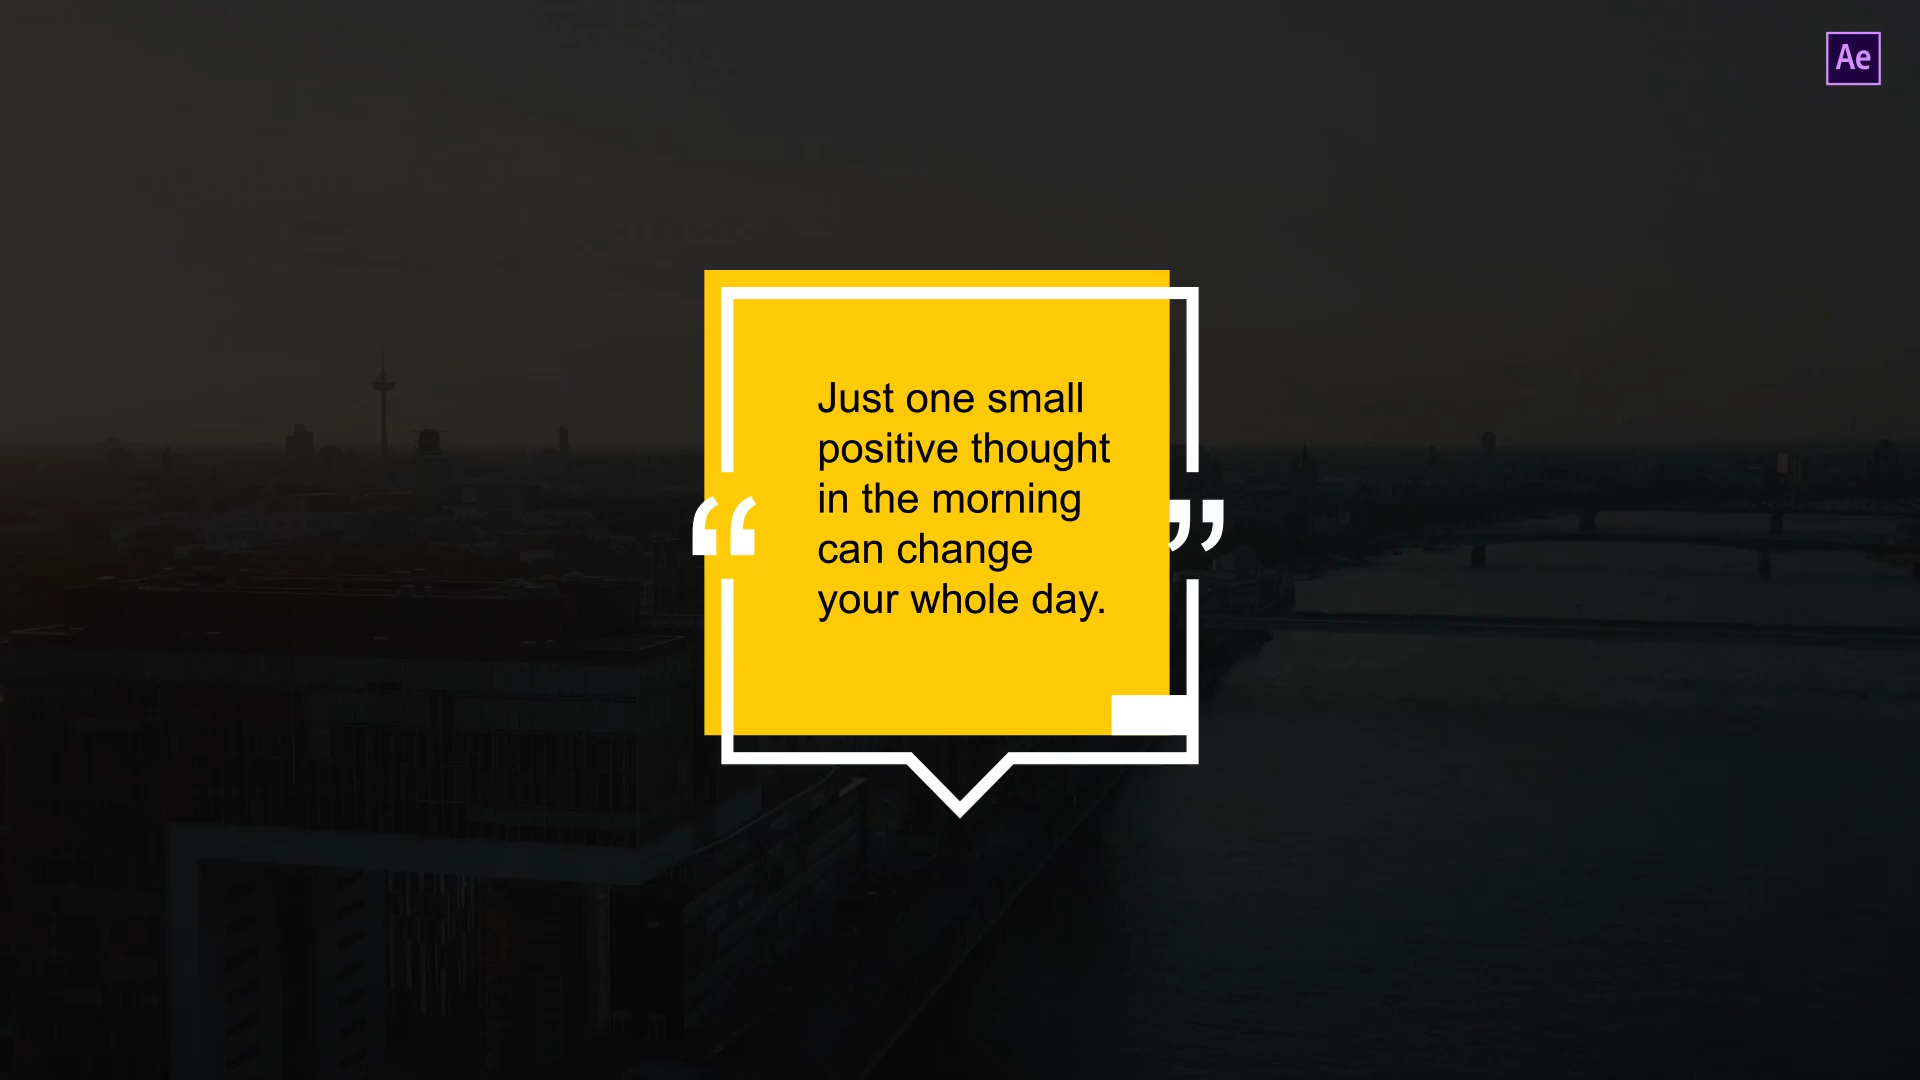 Ae
“
Just one small
positive thought
in the morning
can change
your whole day.
”